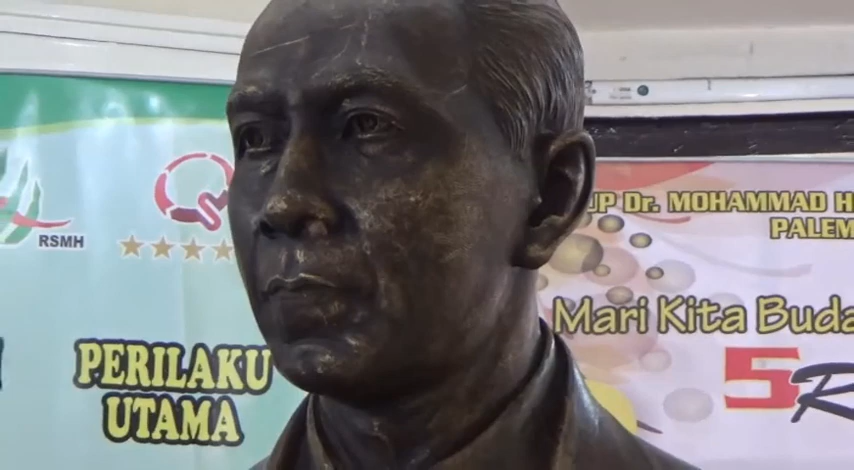 RSMH
PERILAKU
UTAMA
UP Dr. MOHAMMAD H
PALEM
Mari Kita Buda
5 R